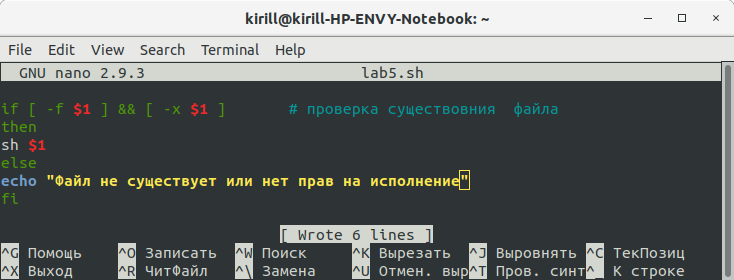 kirill@kirill-HP-ENVY-Notebook: ~
File Edit View Search Terminal Help
GNU nano 2.9.3 lab5.sh
if [ -f $1 ] && [ -x $1 ] # проверка существовния файла
then
sh $1
else
echo "Файл не существует или нет прав на исполнение"
fi
[ Wrote 6 lines ]
^G Помощь ^O Записать ^W Поиск ^K Вырезать ^J Выровнять ^C ТекПозиц
^X Выход ^R ЧитФайл ^\ Замена ^U Отмен. выр^T Пров. синт^_ К строке